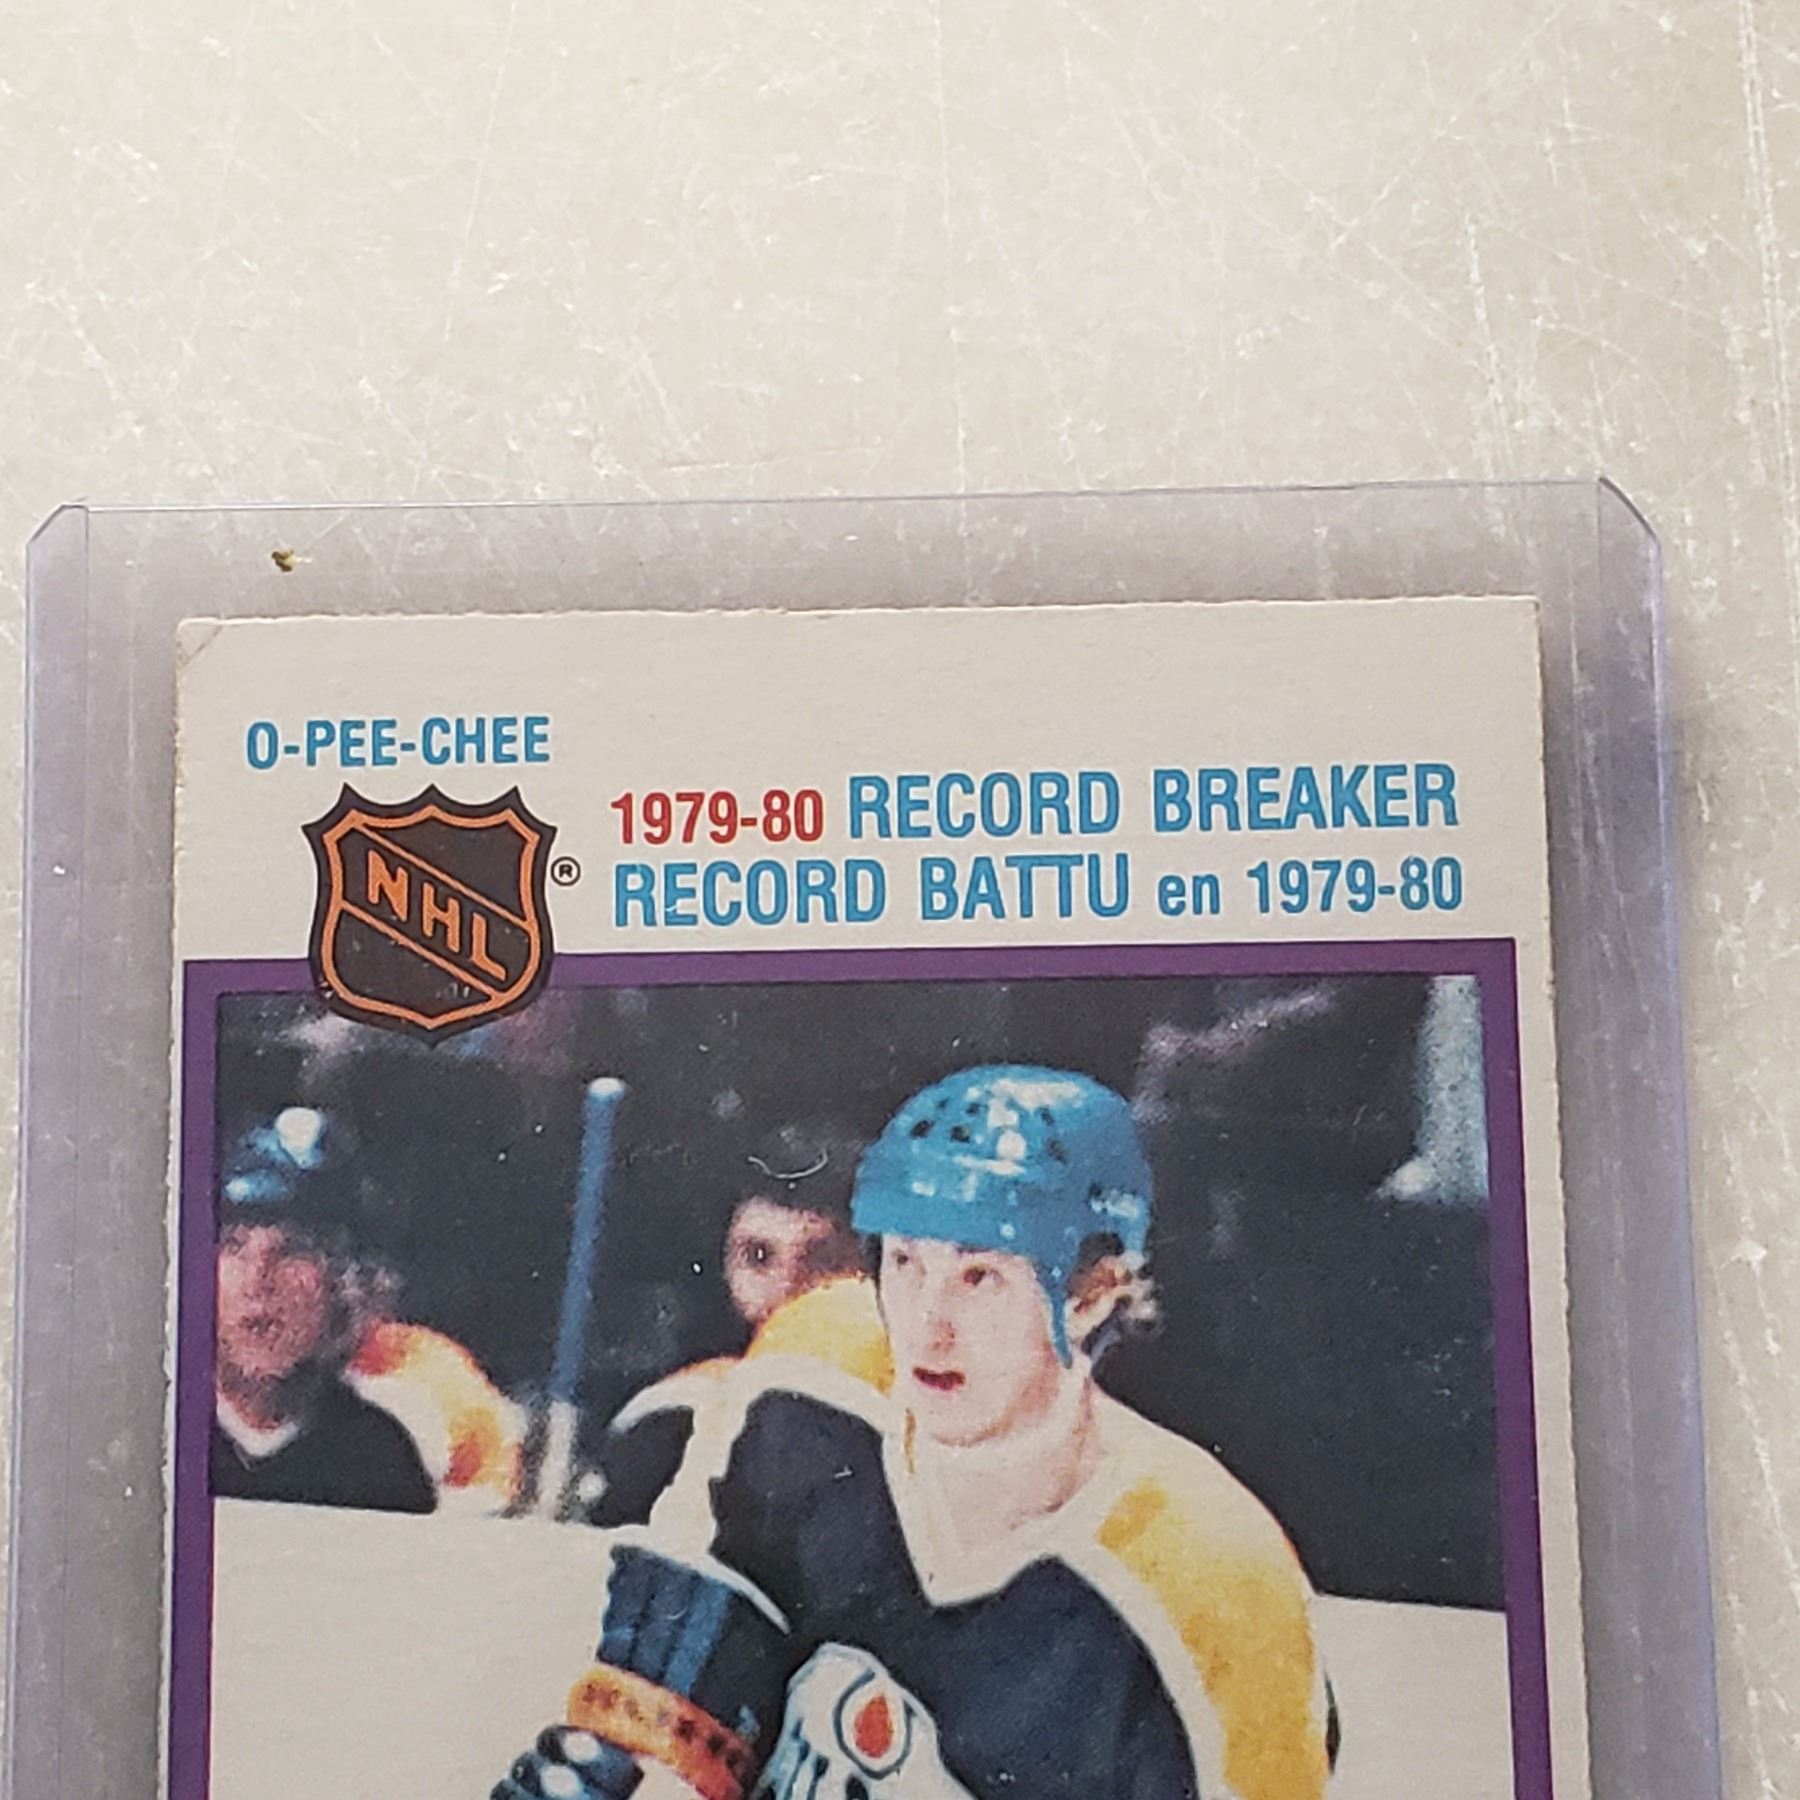 O-PEE-CHEE
NHL
®
1979-80 RECORD BREAKER
RECORD BATTU en 1979-80